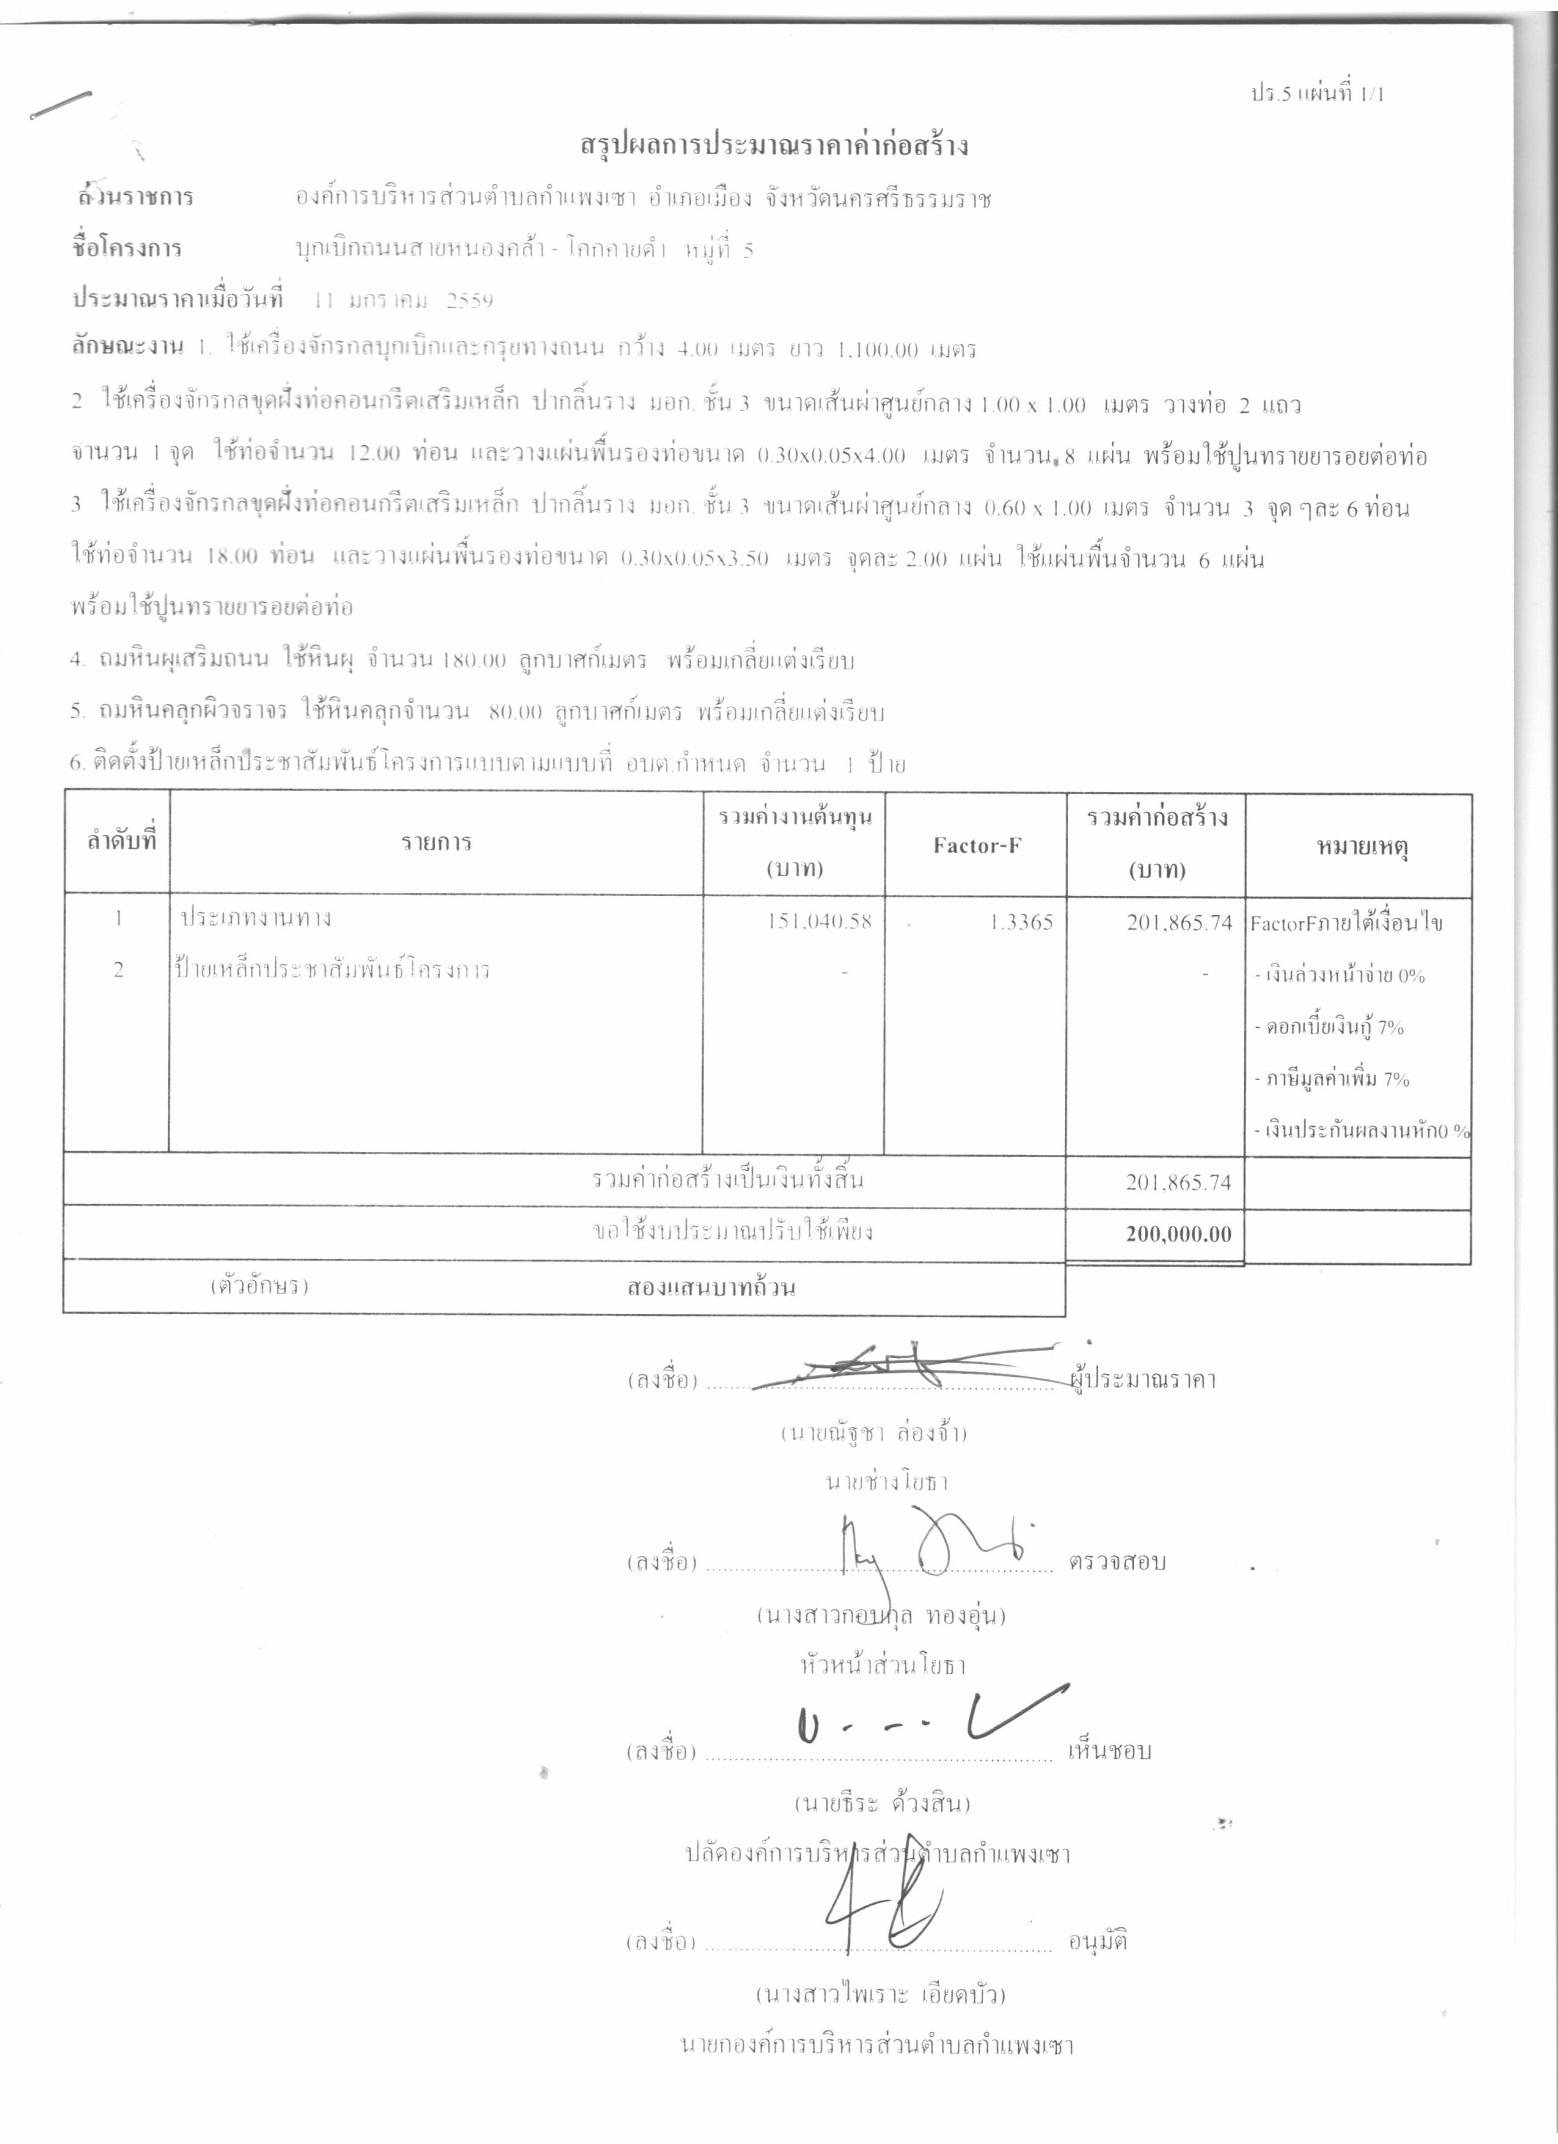 ปร.5 แผ่นที่ 1/1
สรุปผลการประมาณราคาค่าก่อสร้าง
ส่วนราชการ องค์การบริหารส่วนตำบลกำแพงเซา อำเภอเมือง จังหวัดนครศรีธรรมราช
ชื่อโครงการ บุกเบิกถนนสายหนองคล้า - โคกคายดำ หมู่ที่ 5
ประมาณราคาเมื่อวันที่ 11 มกราคม 2559
ลักษณะงาน 1. ใช้เครื่องจักรกลบุกเบิกและกรุยทางถนน กว้าง 4.00 เมตร ยาว 1,100.00 เมตร
2 ใช้เครื่องจักรกลขุดฝังท่อคอนกรีตเสริมเหล็ก ปากลิ้นราง มอก. ชั้น 3 ขนาดเส้นผ่าศูนย์กลาง 1.00 x 1.00 เมตร วางท่อ 2 แถว
จำนวน 1 จุด ใช้ท่อจำนวน 12.00 ท่อน และวางแผ่นพื้นรองท่อขนาด 0.30x0.05x4.00 เมตร จำนวน 8 แผ่น พร้อมใช้ปูนทรายยารอยต่อท่อ
3 ใช้เครื่องจักรกลขุดฝังท่อคอนกรีตเสริมเหล็ก ปากลิ้นราง มอก. ชั้น 3 ขนาดเส้นผ่าศูนย์กลาง 0.60 x 1.00 เมตร จำนวน 3 จุด ๆละ 6 ท่อน
ใช้ท่อจำนวน 18.00 ท่อน และวางแผ่นพื้นรองท่อขนาด 0.30x0.05x3.50 เมตร จุดละ 2.00 แผ่น ใช้แผ่นพื้นจำนวน 6 แผ่น
พร้อมใช้ปูนทรายยารอยต่อท่อ
4. ถมหินผุเสริมถนน ใช้หินผุ จำนวน 180.00 ลูกบาศก์เมตร พร้อมเกลี่ยแต่งเรียบ
5. ถมหินคลุกผิวจราจร ใช้หินคลุกจำนวน 80.00 ลูกบาศก์เมตร พร้อมเกลี่ยแต่งเรียบ
6. ติดตั้งป้ายเหล็กประชาสัมพันธ์โครงการแบบตามแบบที่ อบต.กำหนด จำนวน 1 ป้าย
ลำดับที่ รายการ รวมค่างานต้นทุน (บาท) Factor-F รวมค่าก่อสร้าง (บาท) หมายเหตุ
1 ประเภทงานทาง 151,040.58 1.3365 201,865.74 FactorFภายใต้เงื่อนไข
2 ป้ายเหล็กประชาสัมพันธ์โครงการ - - - เงินล่วงหน้าจ่าย 0%
- ดอกเบี้ยเงินกู้ 7%
- ภาษีมูลค่าเพิ่ม 7%
- เงินประกันผลงานหัก0 %
รวมค่าก่อสร้างเป็นเงินทั้งสิ้น 201,865.74
ขอใช้งบประมาณปรับใช้เพียง 200,000.00
(ตัวอักษร) สองแสนบาทถ้วน
(ลงชื่อ) ผู้ประมาณราคา
(นายณัฐชา ล่องจ้า)
นายช่างโยธา
(ลงชื่อ) ตรวจสอบ
(นางสาวกอบกุล ทองอุ่น)
หัวหน้าส่วนโยธา
(ลงชื่อ) เห็นชอบ
(นายธีระ ด้วงสิน)
ปลัดองค์การบริหารส่วนตำบลกำแพงเซา
(ลงชื่อ) อนุมัติ
(นางสาวไพเราะ เอียดบัว)
นายกองค์การบริหารส่วนตำบลกำแพงเซา